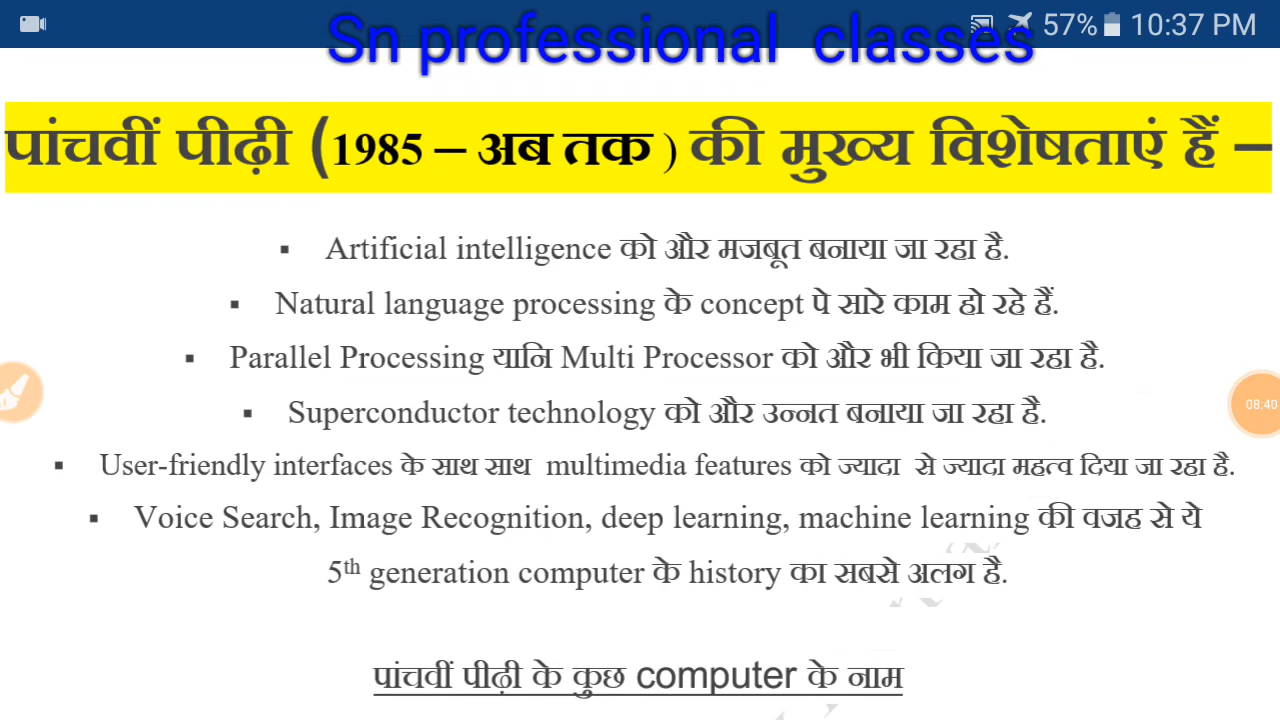 Sn professional classes
57% 10:37 PM
पांचवीं पीढ़ी (1985 – अब तक ) की मुख्य विशेषताएं हैं –
▪ Artificial intelligence को और मजबूत बनाया जा रहा है.
▪ Natural language processing के concept पे सारे काम हो रहे हैं.
▪ Parallel Processing यानि Multi Processor को और भी किया जा रहा है.
▪ Superconductor technology को और उन्नत बनाया जा रहा है.
08:40
▪ User-friendly interfaces के साथ साथ multimedia features को ज्यादा से ज्यादा महत्व दिया जा रहा है.
▪ Voice Search, Image Recognition, deep learning, machine learning की वजह से ये
5th generation computer के history का सबसे अलग है.
पांचवीं पीढ़ी के कुछ computer के नाम